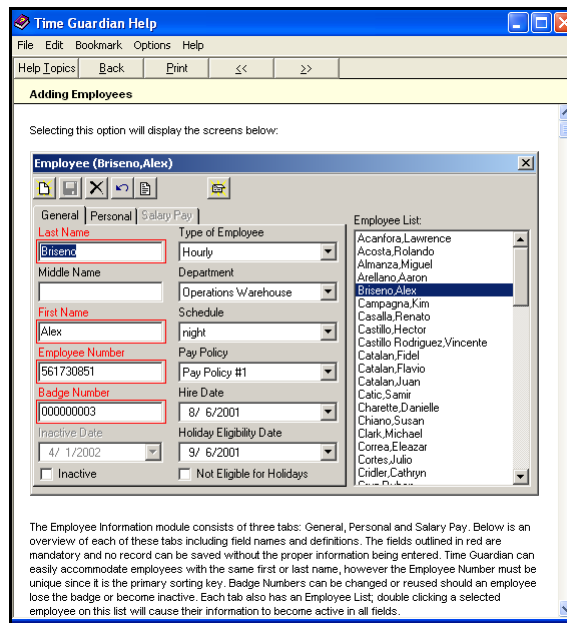 Time Guardian Help
File Edit Bookmark Options Help
Help Topics Back Print << >>
Adding Employees
Selecting this option will display the screens below:
Employee (Briseno,Alex)
General Personal Salary Pay
Last Name
Briseno
Middle Name
First Name
Alex
Employee Number
561730851
Badge Number
000000003
Inactive Date
4/ 1/2002
Inactive
Type of Employee
Hourly
Department
Operations Warehouse
Schedule
night
Pay Policy
Pay Policy #1
Hire Date
8/ 6/2001
Holiday Eligibility Date
9/ 6/2001
Not Eligible for Holidays
Employee List:
Acanfora,Lawrence
Acosta,Rolando
Almanza,Miguel
Arellano,Aaron
Briseno,Alex
Campagna,Kim
Casalla,Renato
Castillo,Hector
Castillo Rodriguez,Vincente
Catalan,Fidel
Catalan,Flavio
Catalan,Juan
Catic,Samir
Charette,Danielle
Chiano,Susan
Clark,Michael
Correa,Eleazar
Cortes,Julio
Cridler,Cathryn
The Employee Information module consists of three tabs: General, Personal and Salary Pay. Below is an
overview of each of these tabs including field names and definitions. The fields outlined in red are
mandatory and no record can be saved without the proper information being entered. Time Guardian can
easily accommodate employees with the same first or last name, however the Employee Number must be
unique since it is the primary sorting key. Badge Numbers can be changed or reused should an employee
lose the badge or become inactive. Each tab also has an Employee List; double clicking a selected
employee on this list will cause their information to become active in all fields.